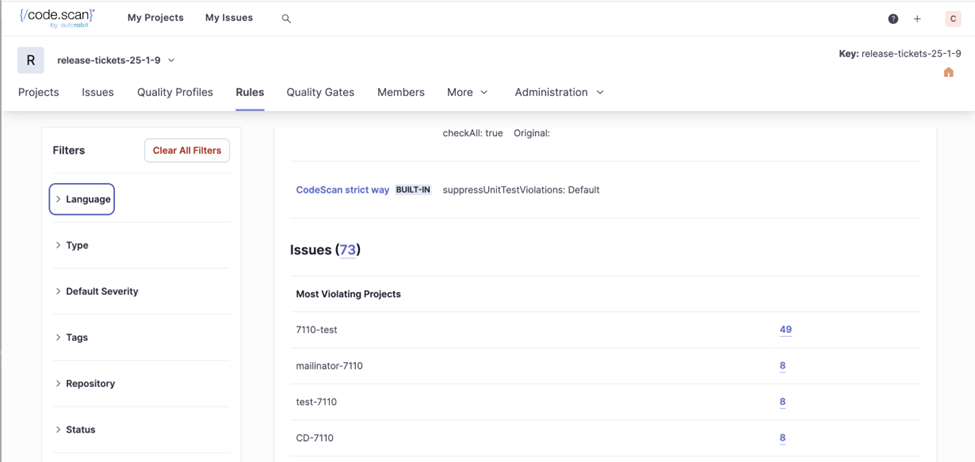 {/code.scan}*
by autorabit
My Projects My Issues
? + C
R release-tickets-25-1-9
Key: release-tickets-25-1-9
Projects Issues Quality Profiles Rules Quality Gates Members More Administration
Filters Clear All Filters
Language
Type
Default Severity
Tags
Repository
Status
checkAll: true Original:
CodeScan strict way BUILT-IN suppressUnitTestViolations: Default
Issues (73)
Most Violating Projects
7110-test 49
mailinator-7110 8
test-7110 8
CD-7110 8